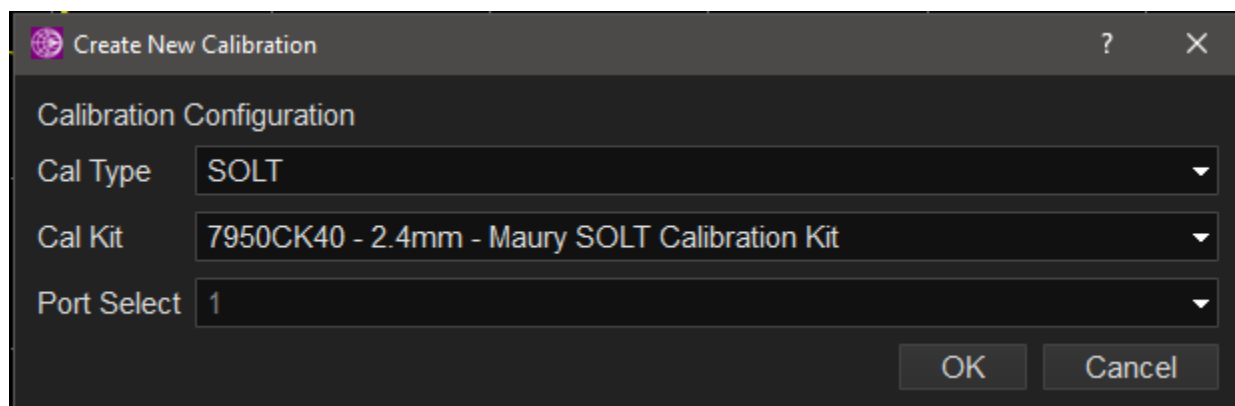 Create New Calibration ? ×
Calibration Configuration
Cal Type SOLT
Cal Kit 7950CK40 - 2.4mm - Maury SOLT Calibration Kit
Port Select 1
OK Cancel